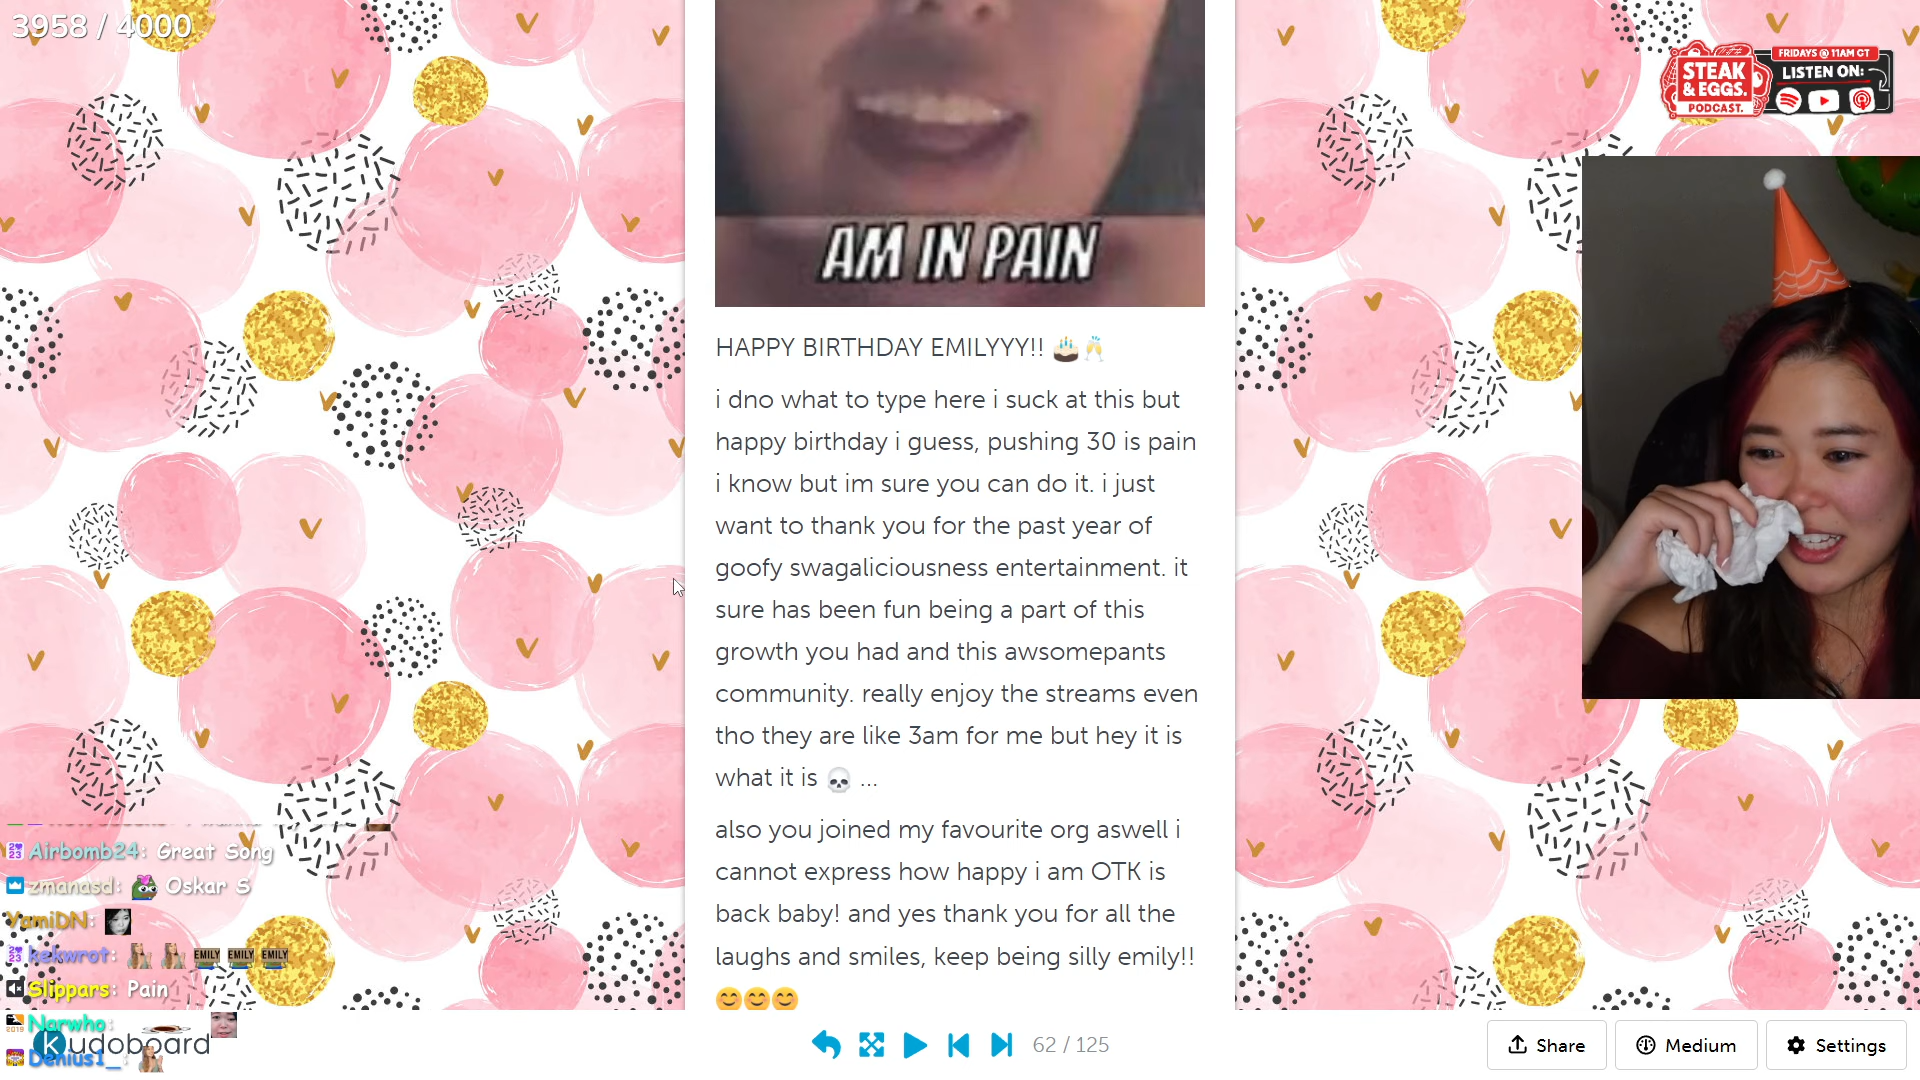 3958 / 4000
AM IN PAIN
FRIDAYS @ 11AM CT
STEAK
& EGGS.
PODCAST.
LISTEN ON:
HAPPY BIRTHDAY EMILYYY!! 🎂🥂
i dno what to type here i suck at this but
happy birthday i guess, pushing 30 is pain
i know but im sure you can do it. i just
want to thank you for the past year of
goofy swagaliciousness entertainment. it
sure has been fun being a part of this
growth you had and this awsomepants
community. really enjoy the streams even
tho they are like 3am for me but hey it is
what it is 💀 ...
also you joined my favourite org aswell i
cannot express how happy i am OTK is
back baby! and yes thank you for all the
laughs and smiles, keep being silly emily!!
😊😊😊
Airbomb24: Great Song
zmanasd: Oskar S
YamiDN:
kekwrot: EMILY EMILY EMILY
Slippars: Pain
Narwho:
Denius1_:
kudoboard
62 / 125
Share
Medium
Settings